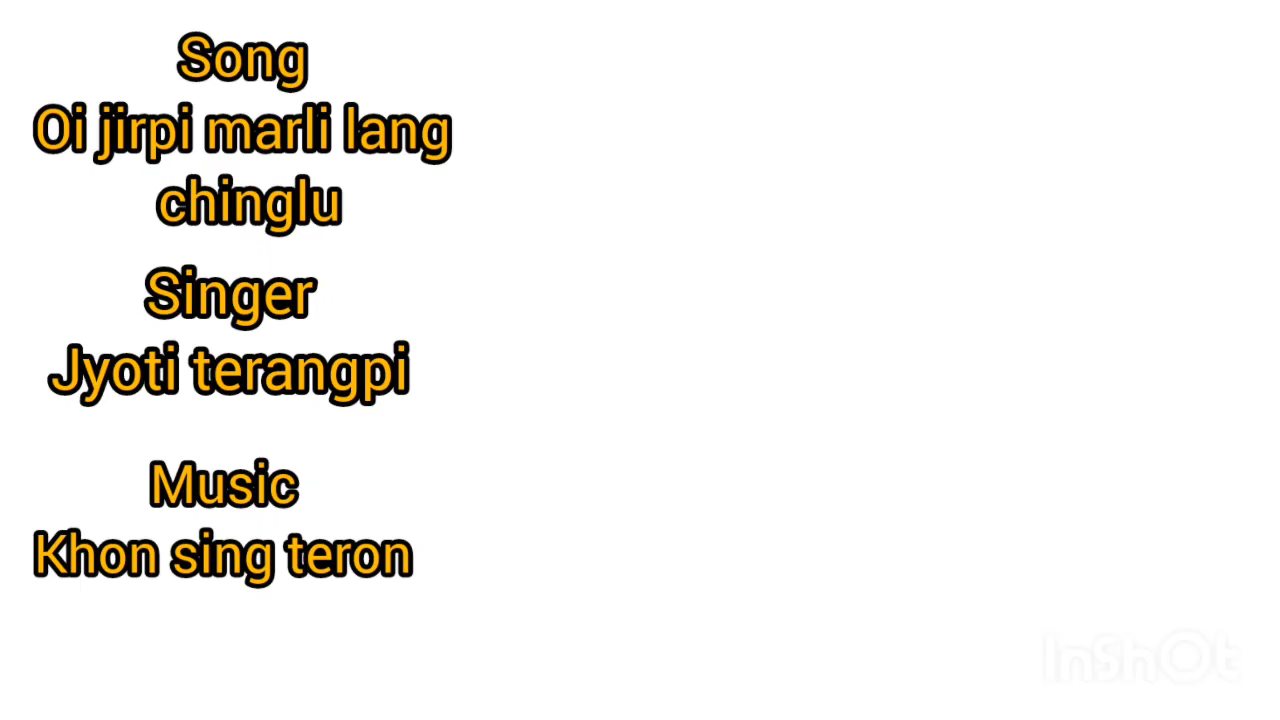 Song
Oi jirpi marli lang
chinglu
Singer
Jyoti terangpi
Music
Khon sing teron
InShOt